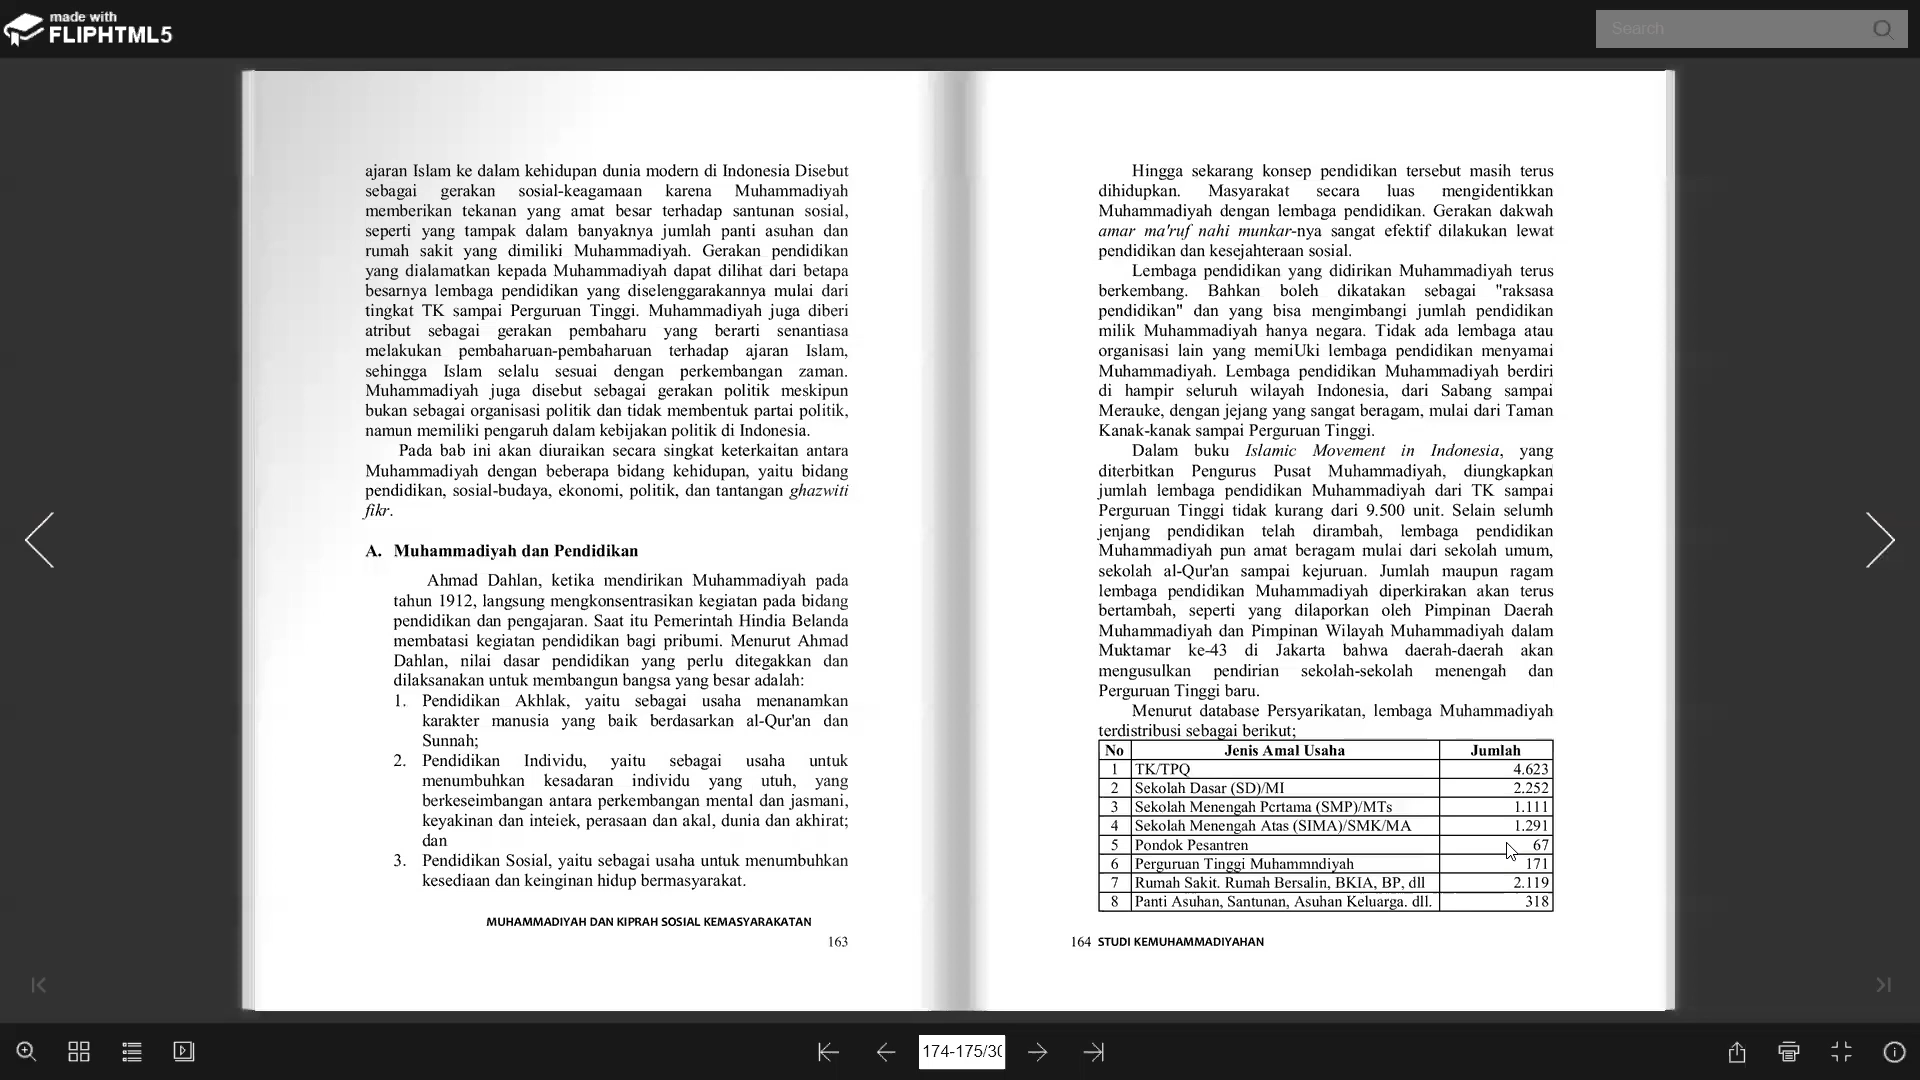 made with
FLIPHTML5
Search
ajaran Islam ke dalam kehidupan dunia modern di Indonesia Disebut
sebagai gerakan sosial-keagamaan karena Muhammadiyah
memberikan tekanan yang amat besar terhadap santunan sosial,
seperti yang tampak dalam banyaknya jumlah panti asuhan dan
rumah sakit yang dimiliki Muhammadiyah. Gerakan pendidikan
yang dialamatkan kepada Muhammadiyah dapat dilihat dari betapa
besarnya lembaga pendidikan yang diselenggarakannya mulai dari
tingkat TK sampai Perguruan Tinggi. Muhammadiyah juga diberi
atribut sebagai gerakan pembaharu yang berarti senantiasa
melakukan pembaharuan-pembaharuan terhadap ajaran Islam,
sehingga Islam selalu sesuai dengan perkembangan zaman.
Muhammadiyah juga disebut sebagai gerakan politik meskipun
bukan sebagai organisasi politik dan tidak membentuk partai politik,
namun memiliki pengaruh dalam kebijakan politik di Indonesia.
Pada bab ini akan diuraikan secara singkat keterkaitan antara
Muhammadiyah dengan beberapa bidang kehidupan, yaitu bidang
pendidikan, sosial-budaya, ekonomi, politik, dan tantangan ghazwiti
fikr.
A. Muhammadiyah dan Pendidikan
Ahmad Dahlan, ketika mendirikan Muhammadiyah pada
tahun 1912, langsung mengkonsentrasikan kegiatan pada bidang
pendidikan dan pengajaran. Saat itu Pemerintah Hindia Belanda
membatasi kegiatan pendidikan bagi pribumi. Menurut Ahmad
Dahlan, nilai dasar pendidikan yang perlu ditegakkan dan
dilaksanakan untuk membangun bangsa yang besar adalah:
1. Pendidikan Akhlak, yaitu sebagai usaha menanamkan
karakter manusia yang baik berdasarkan al-Qur'an dan
Sunnah;
2. Pendidikan Individu, yaitu sebagai usaha untuk
menumbuhkan kesadaran individu yang utuh, yang
berkeseimbangan antara perkembangan mental dan jasmani,
keyakinan dan inteiek, perasaan dan akal, dunia dan akhirat;
dan
3. Pendidikan Sosial, yaitu sebagai usaha untuk menumbuhkan
kesediaan dan keinginan hidup bermasyarakat.
MUHAMMADIYAH DAN KIPRAH SOSIAL KEMASYARAKATAN
163
Hingga sekarang konsep pendidikan tersebut masih terus
dihidupkan. Masyarakat secara luas mengidentikkan
Muhammadiyah dengan lembaga pendidikan. Gerakan dakwah
amar ma'ruf nahi munkar-nya sangat efektif dilakukan lewat
pendidikan dan kesejahteraan sosial.
Lembaga pendidikan yang didirikan Muhammadiyah terus
berkembang. Bahkan boleh dikatakan sebagai "raksasa
pendidikan" dan yang bisa mengimbangi jumlah pendidikan
milik Muhammadiyah hanya negara. Tidak ada lembaga atau
organisasi lain yang memiUki lembaga pendidikan menyamai
Muhammadiyah. Lembaga pendidikan Muhammadiyah berdiri
di hampir seluruh wilayah Indonesia, dari Sabang sampai
Merauke, dengan jejang yang sangat beragam, mulai dari Taman
Kanak-kanak sampai Perguruan Tinggi.
Dalam buku Islamic Movement in Indonesia, yang
diterbitkan Pengurus Pusat Muhammadiyah, diungkapkan
jumlah lembaga pendidikan Muhammadiyah dari TK sampai
Perguruan Tinggi tidak kurang dari 9.500 unit. Selain selumh
jenjang pendidikan telah dirambah, lembaga pendidikan
Muhammadiyah pun amat beragam mulai dari sekolah umum,
sekolah al-Qur'an sampai kejuruan. Jumlah maupun ragam
lembaga pendidikan Muhammadiyah diperkirakan akan terus
bertambah, seperti yang dilaporkan oleh Pimpinan Daerah
Muhammadiyah dan Pimpinan Wilayah Muhammadiyah dalam
Muktamar ke-43 di Jakarta bahwa daerah-daerah akan
mengusulkan pendirian sekolah-sekolah menengah dan
Perguruan Tinggi baru.
Menurut database Persyarikatan, lembaga Muhammadiyah
terdistribusi sebagai berikut;
No Jenis Amal Usaha Jumlah
1 TK/TPQ 4.623
2 Sekolah Dasar (SD)/MI 2.252
3 Sekolah Menengah Pcrtama (SMP)/MTs 1.111
4 Sekolah Menengah Atas (SIMA)/SMK/MA 1.291
5 Pondok Pesantren 67
6 Perguruan Tinggi Muhammndiyah 171
7 Rumah Sakit. Rumah Bersalin, BKIA, BP, dll 2.119
8 Panti Asuhan, Santunan, Asuhan Keluarga. dll. 318
164 STUDI KEMUHAMMADIYAHAN
174-175/30